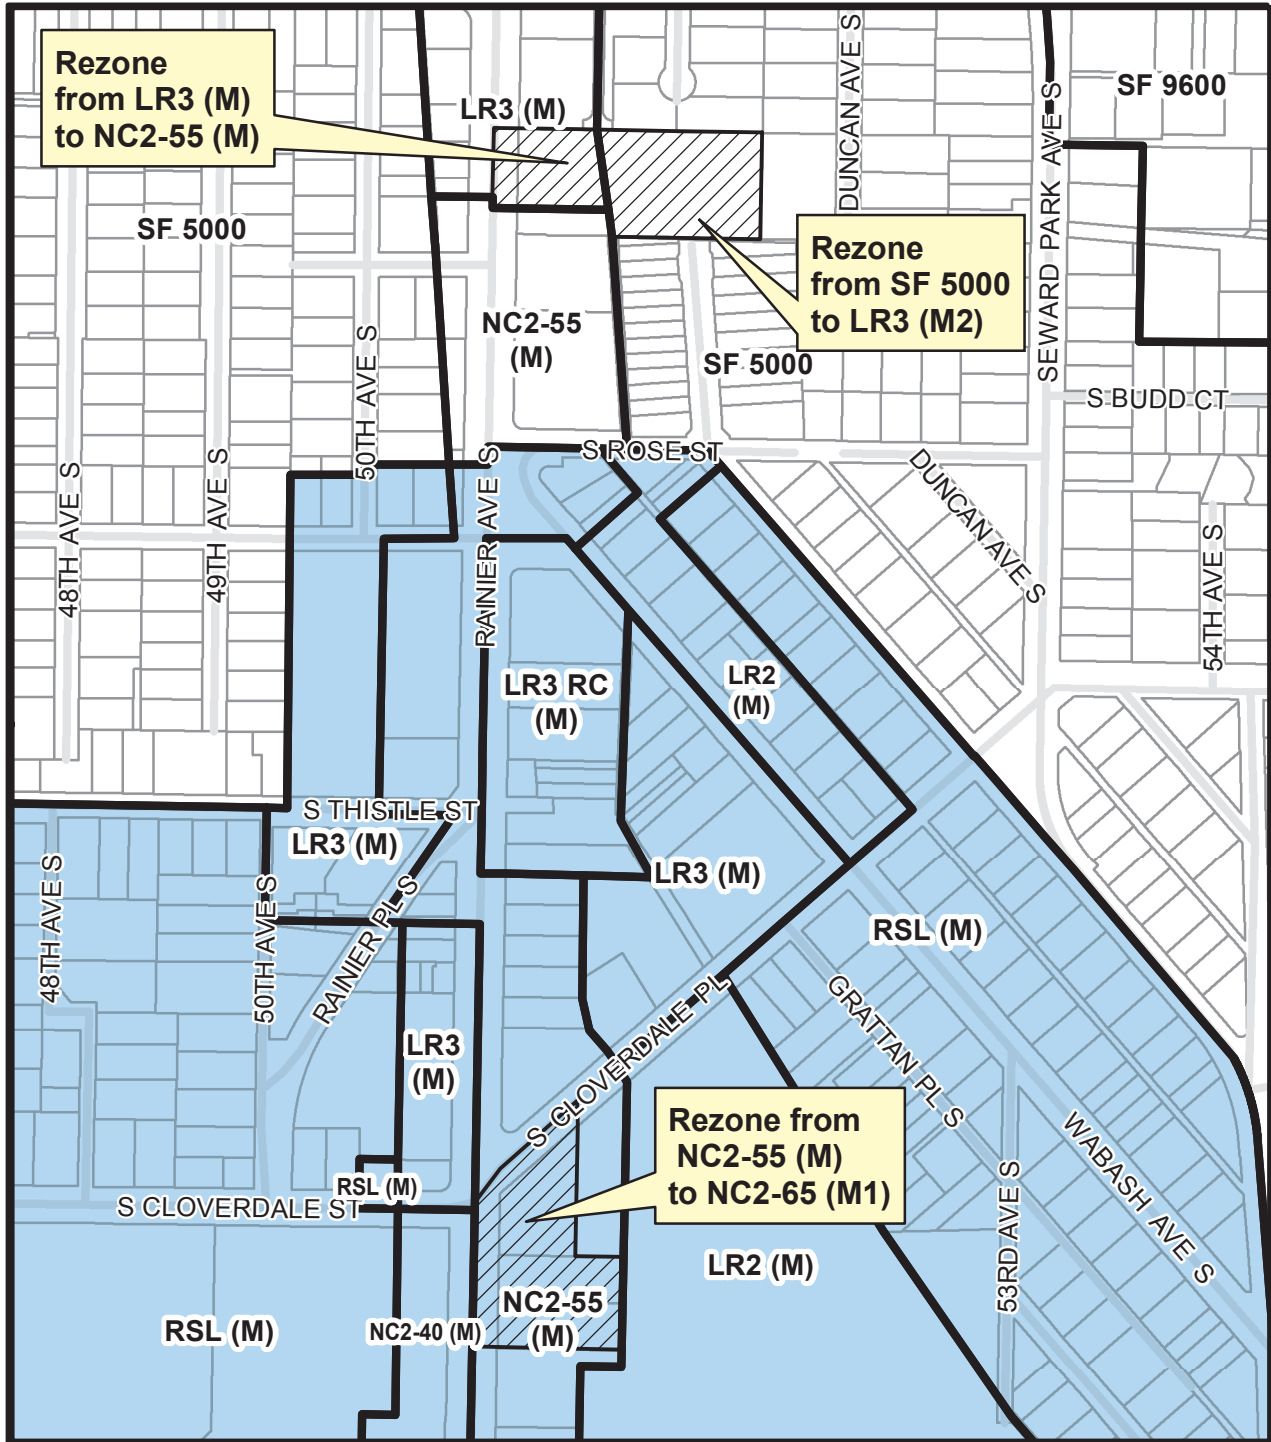 Rezone
from LR3 (M)
to NC2-55 (M)
LR3 (M)
DUNCAN AVE S
SF 9600
SEWARD PARK AVE S
SF 5000
Rezone
from SF 5000
to LR3 (M2)
NC2-55
(M)
SF 5000
50TH AVE S
S BUDD CT
S ROSE ST
48TH AVE S
49TH AVE S
RAINIER AVE S
DUNCAN AVE S
54TH AVE S
LR3 RC
(M)
LR2
(M)
S THISTLE ST
LR3 (M)
LR3 (M)
48TH AVE S
50TH AVE S
RAINIER PL S
RSL (M)
LR3
(M)
S CLOVERDALE PL
GRATTAN PL S
WABASH AVE S
Rezone from
NC2-55 (M)
to NC2-65 (M1)
RSL (M)
S CLOVERDALE ST
53RD AVE S
LR2 (M)
RSL (M)
NC2-40 (M)
NC2-55
(M)